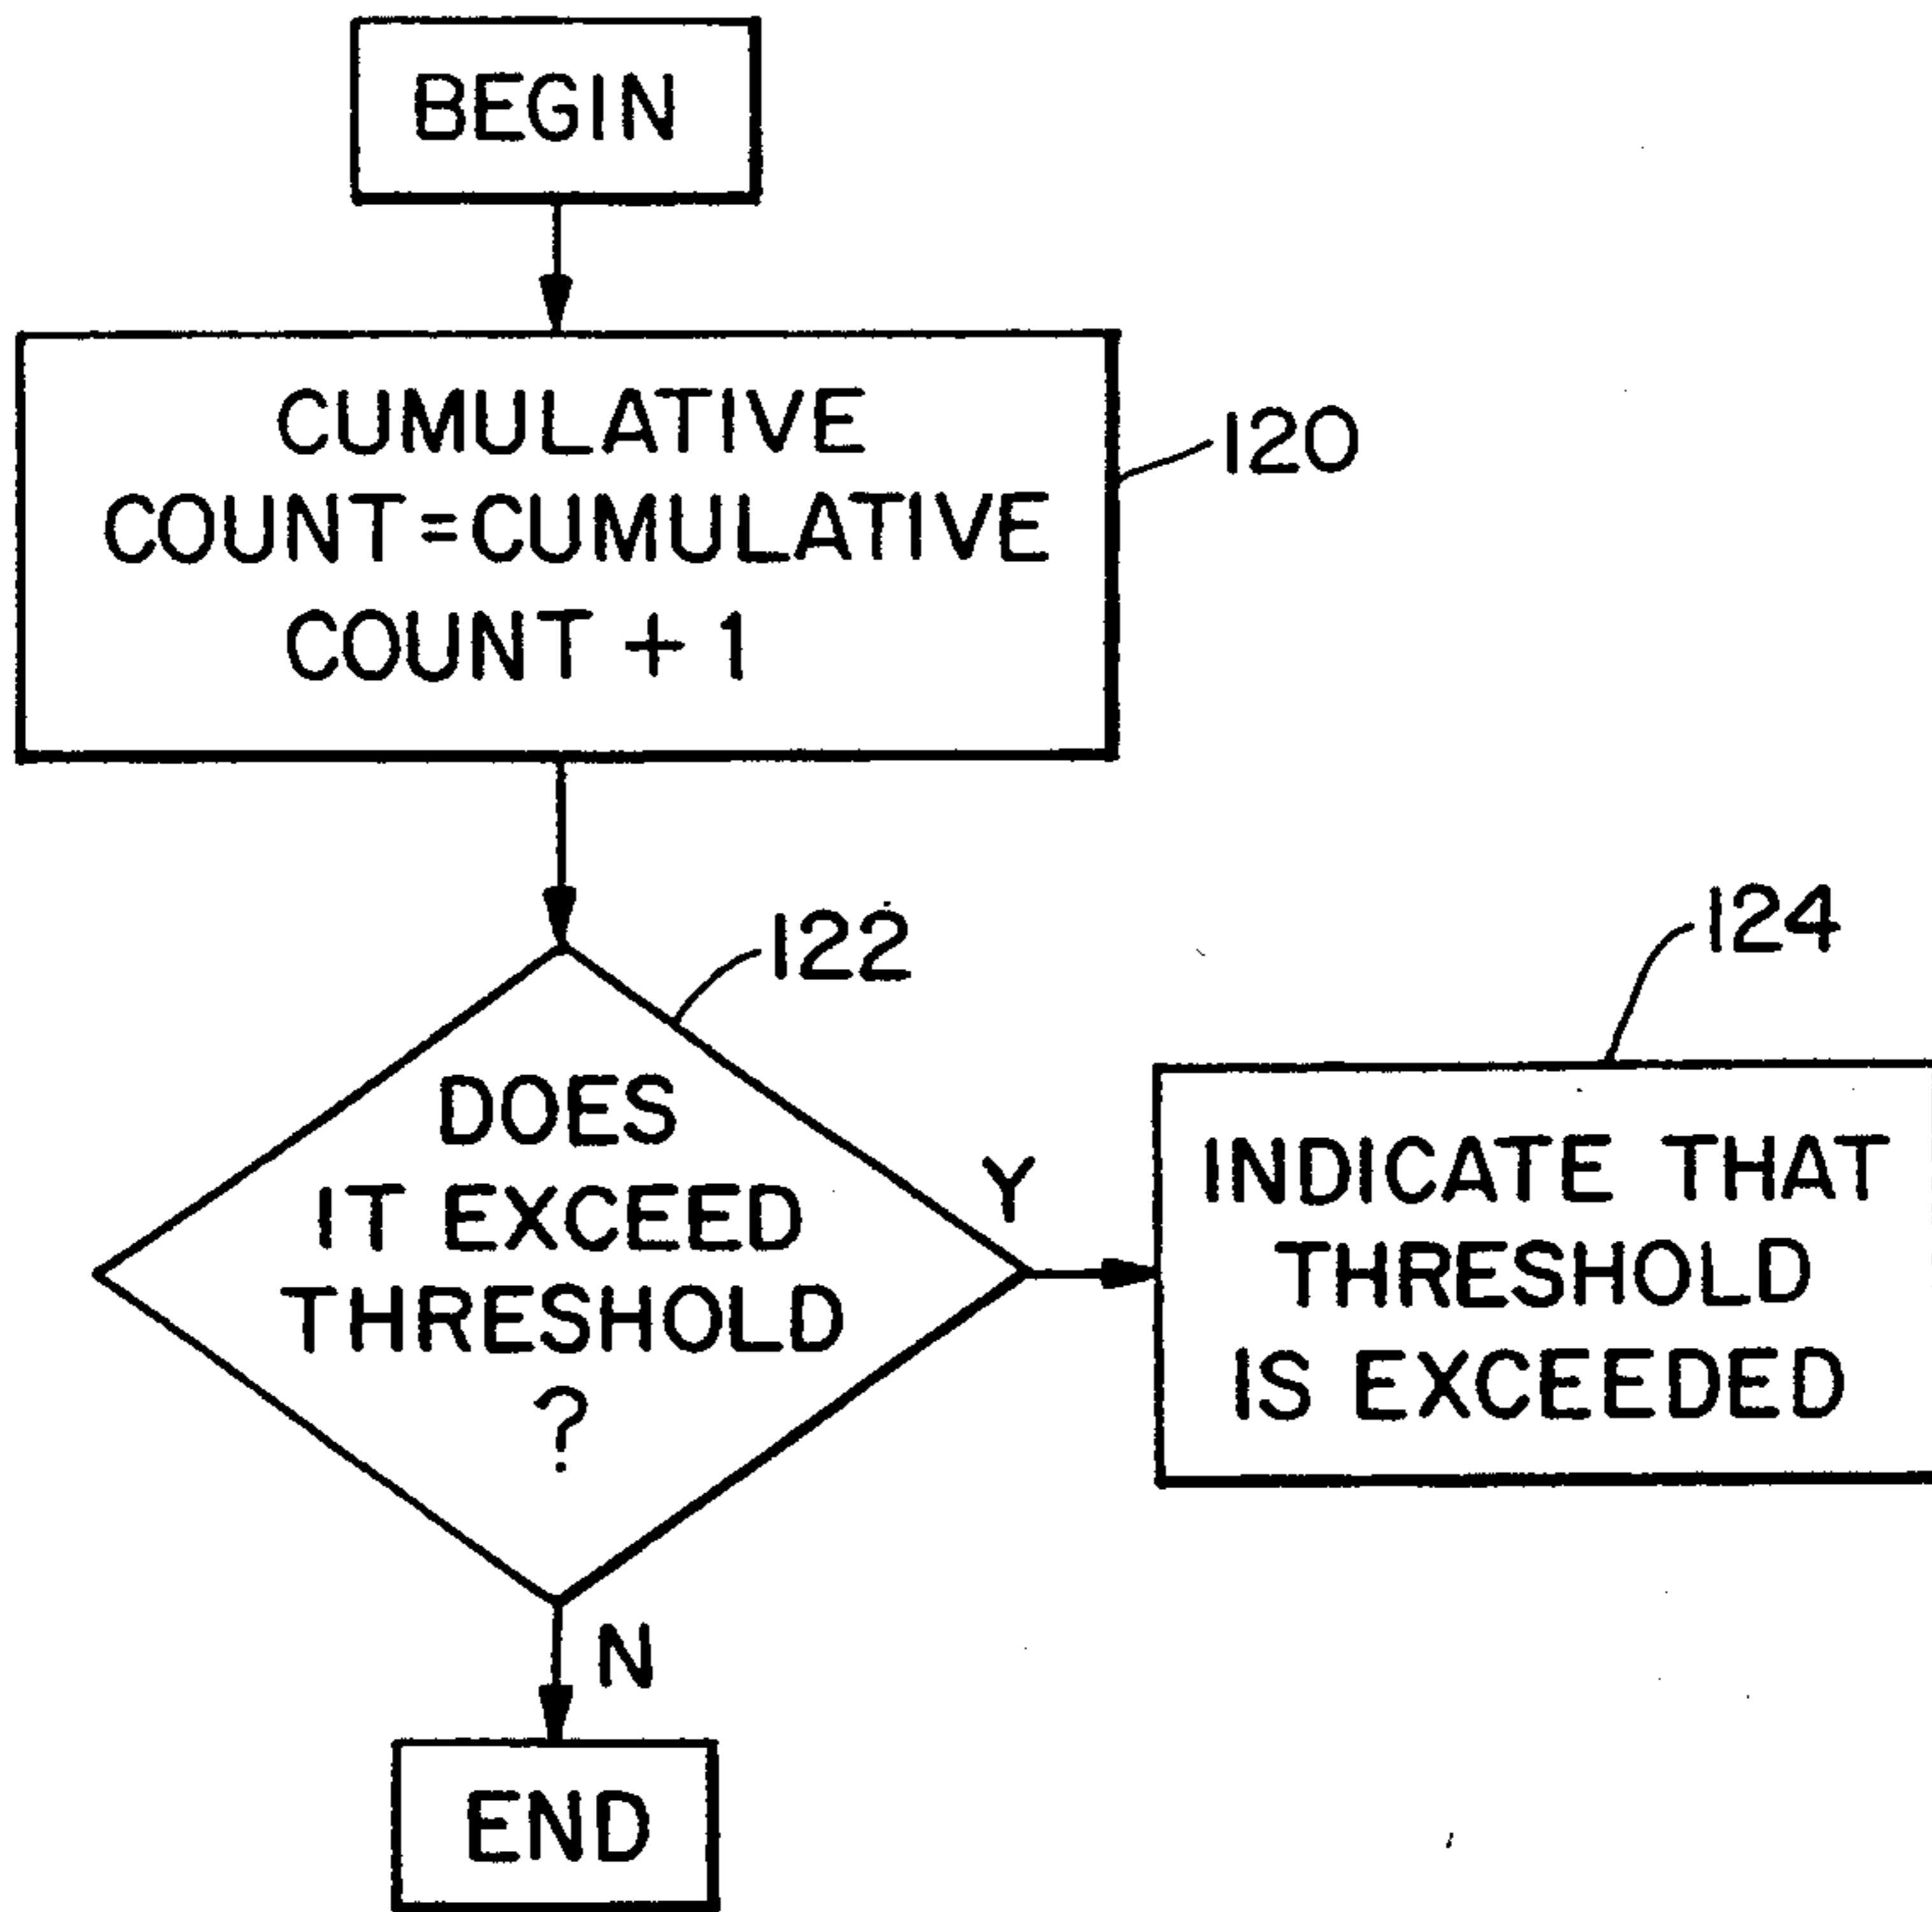 BEGIN
CUMULATIVE
COUNT=CUMULATIVE
COUNT + 1
120
122
DOES
IT EXCEED
THRESHOLD
?
Y
124
INDICATE THAT
THRESHOLD
IS EXCEEDED
N
END